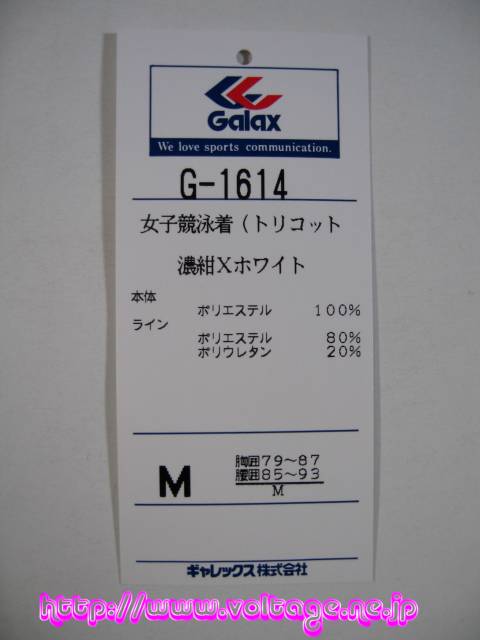 Galax
We love sports communication.
G-1614
女子競泳着（トリコット
濃紺Xホワイト
本体
ポリエステル 100%
ライン
ポリエステル 80%
ポリウレタン 20%
M
胸囲79～87
腰囲85～93
M
ギャレックス株式会社
http://www.voltage.ne.jp